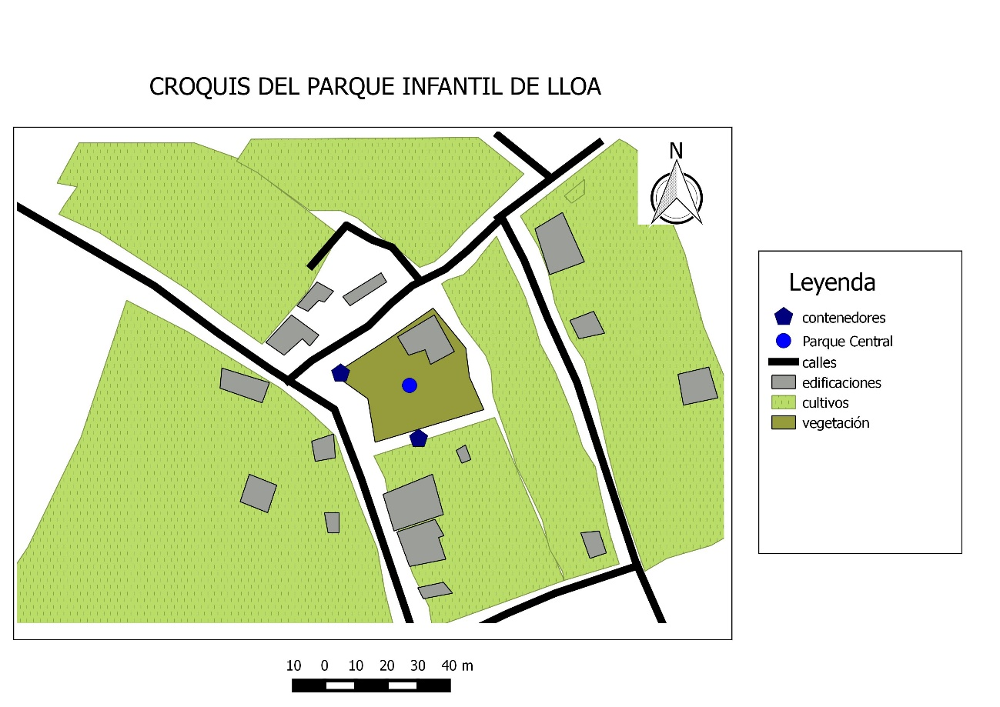 CROQUIS DEL PARQUE INFANTIL DE LLOA
N
Leyenda
contenedores
Parque Central
calles
edificaciones
cultivos
vegetación
10 0 10 20 30 40 m